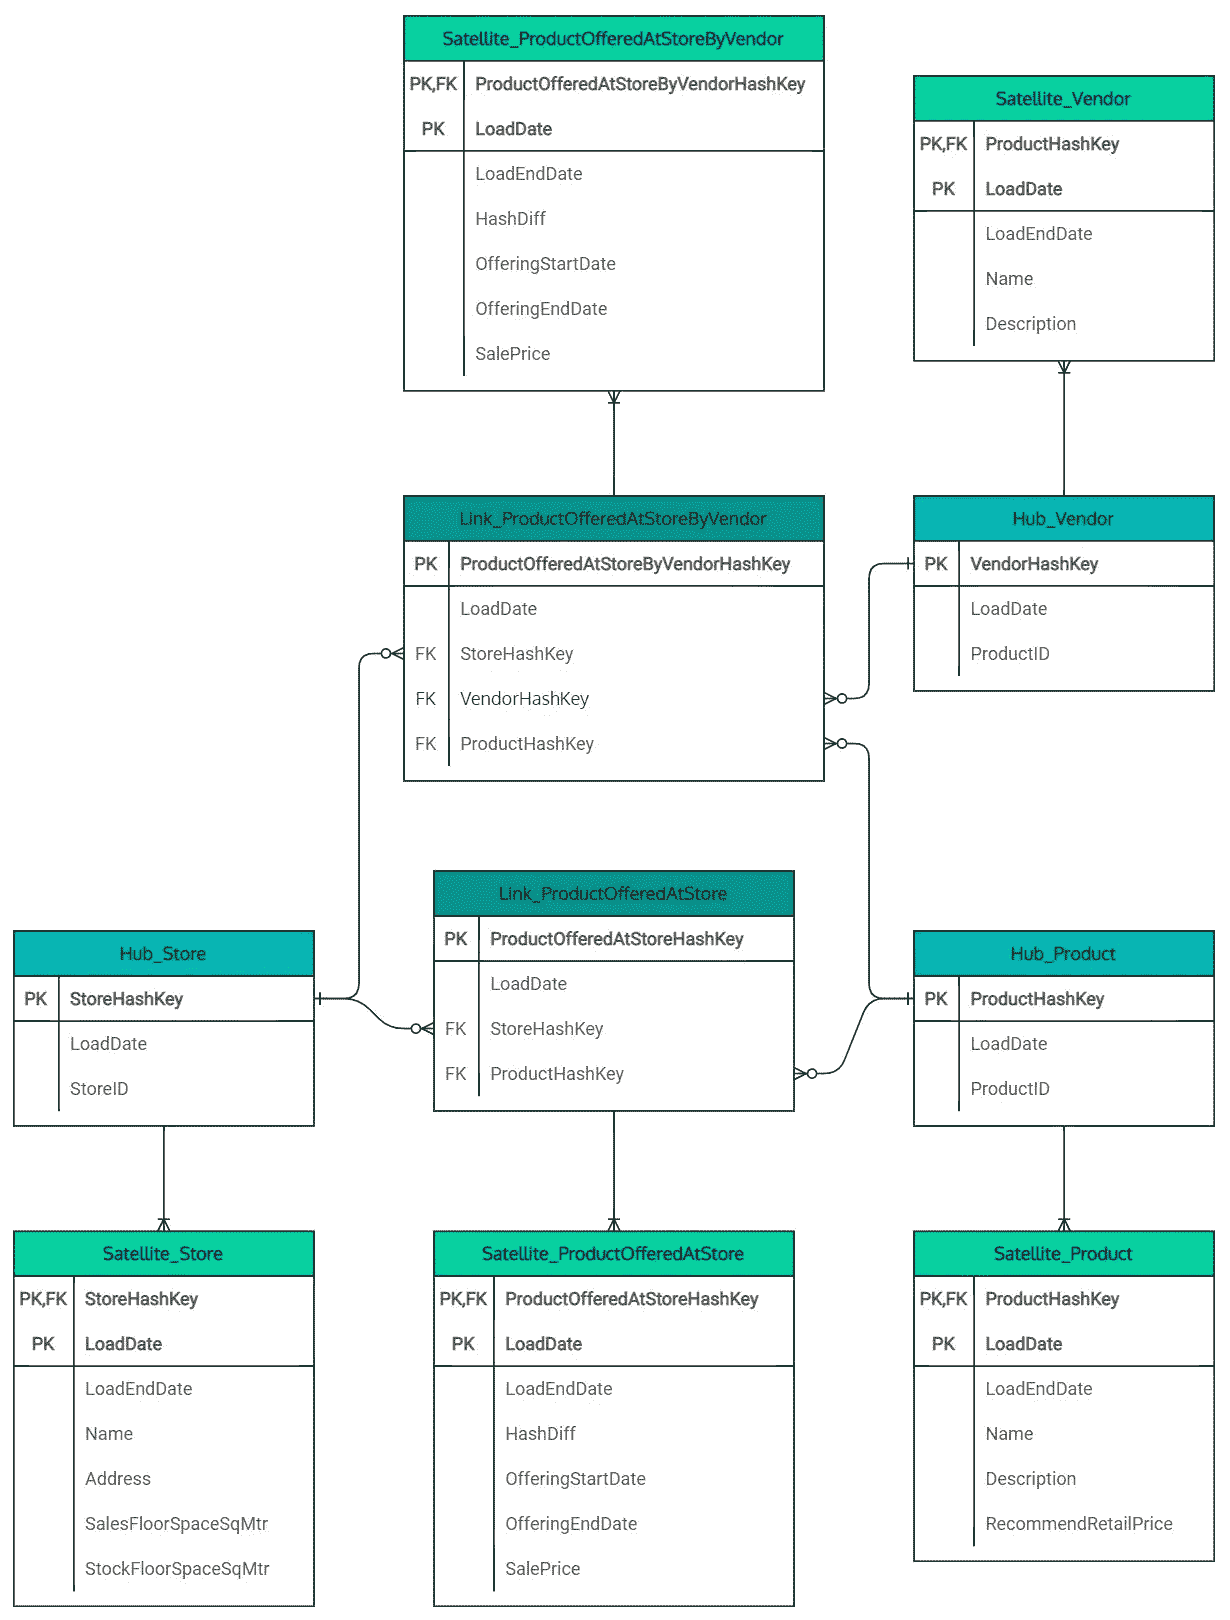 Satellite_ProductOfferedAtStoreByVendor
PK,FK ProductOfferedAtStoreByVendorHashKey
PK LoadDate
LoadEndDate
HashDiff
OfferingStartDate
OfferingEndDate
SalePrice
Satellite_Vendor
PK,FK ProductHashKey
PK LoadDate
LoadEndDate
Name
Description
Link_ProductOfferedAtStoreByVendor
PK ProductOfferedAtStoreByVendorHashKey
LoadDate
FK StoreHashKey
FK VendorHashKey
FK ProductHashKey
Hub_Vendor
PK VendorHashKey
LoadDate
ProductID
Link_ProductOfferedAtStore
PK ProductOfferedAtStoreHashKey
LoadDate
FK StoreHashKey
FK ProductHashKey
Hub_Store
PK StoreHashKey
LoadDate
StoreID
Hub_Product
PK ProductHashKey
LoadDate
ProductID
Satellite_Store
PK,FK StoreHashKey
PK LoadDate
LoadEndDate
Name
Address
SalesFloorSpaceSqMtr
StockFloorSpaceSqMtr
Satellite_ProductOfferedAtStore
PK,FK ProductOfferedAtStoreHashKey
PK LoadDate
LoadEndDate
HashDiff
OfferingStartDate
OfferingEndDate
SalePrice
Satellite_Product
PK,FK ProductHashKey
PK LoadDate
LoadEndDate
Name
Description
RecommendRetailPrice